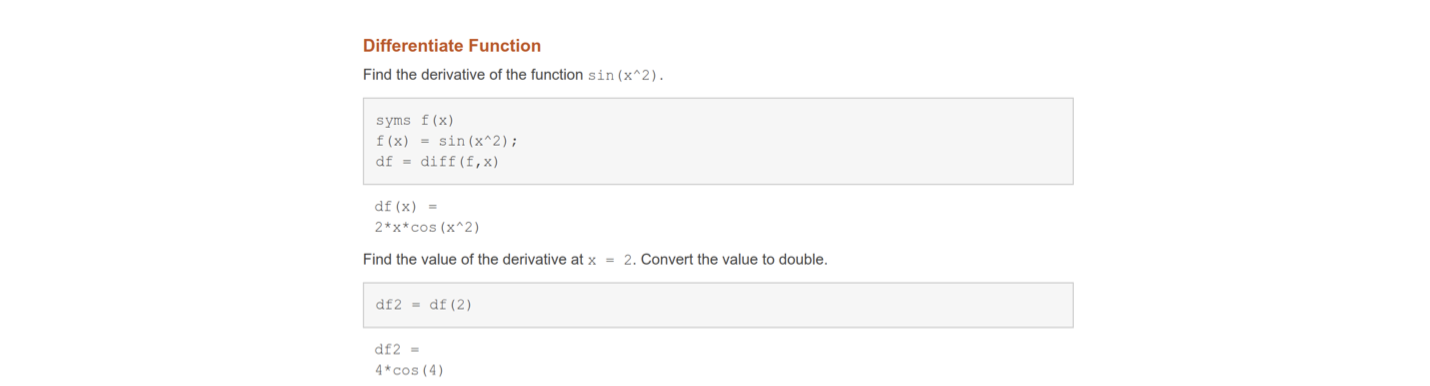 Differentiate Function
Find the derivative of the function sin(x^2).
syms f(x)
f(x) = sin(x^2);
df = diff(f,x)
df(x) =
2*x*cos(x^2)
Find the value of the derivative at x = 2. Convert the value to double.
df2 = df(2)
df2 =
4*cos(4)